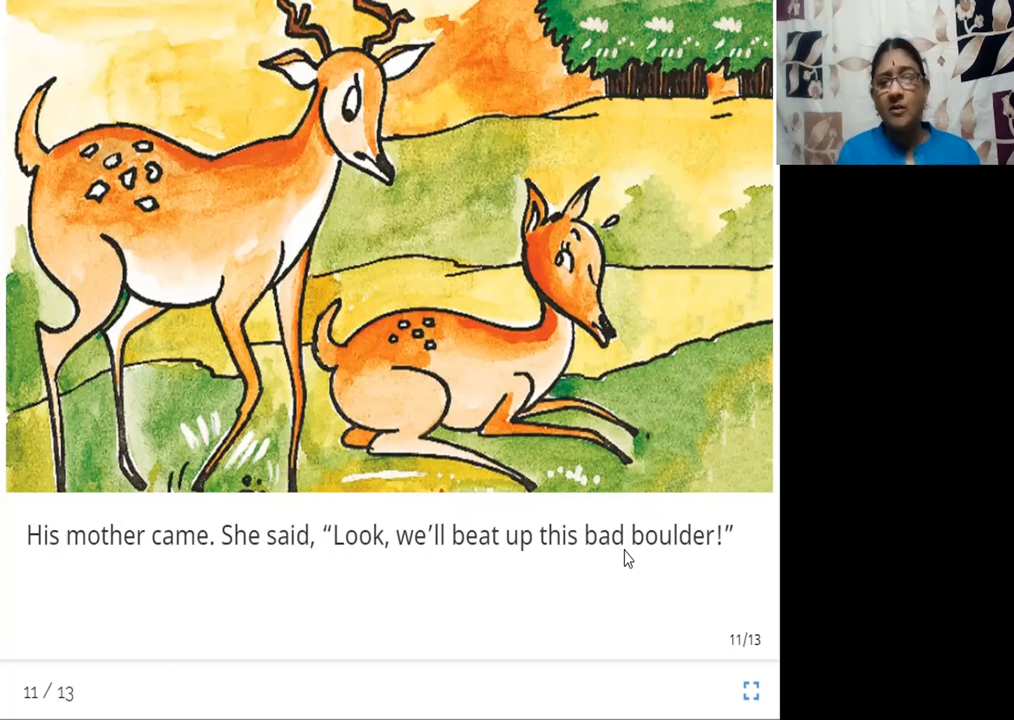 His mother came. She said, “Look, we’ll beat up this bad boulder!”
11/13
11 / 13